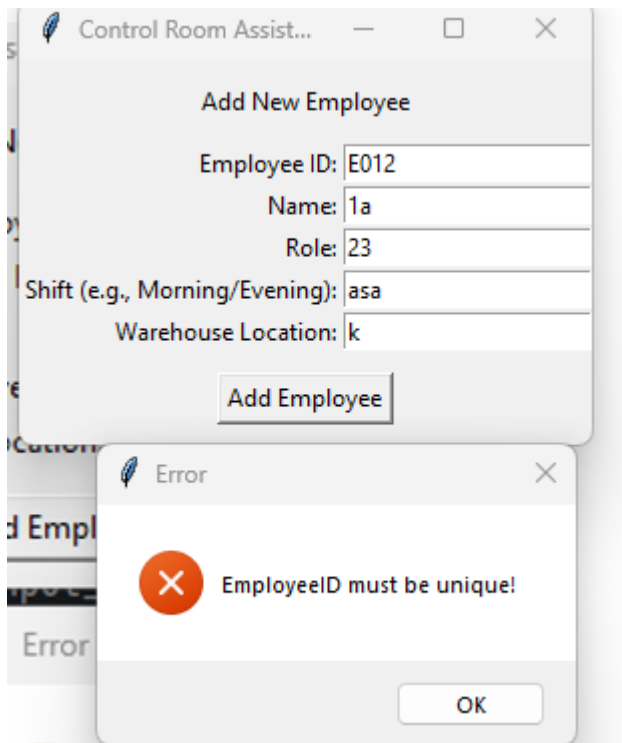 Control Room Assist...
Add New Employee
Employee ID: E012
Name: 1a
Role: 23
Shift (e.g., Morning/Evening): asa
Warehouse Location: k
Add Employee
Error
EmployeeID must be unique!
OK
d Empl
Error